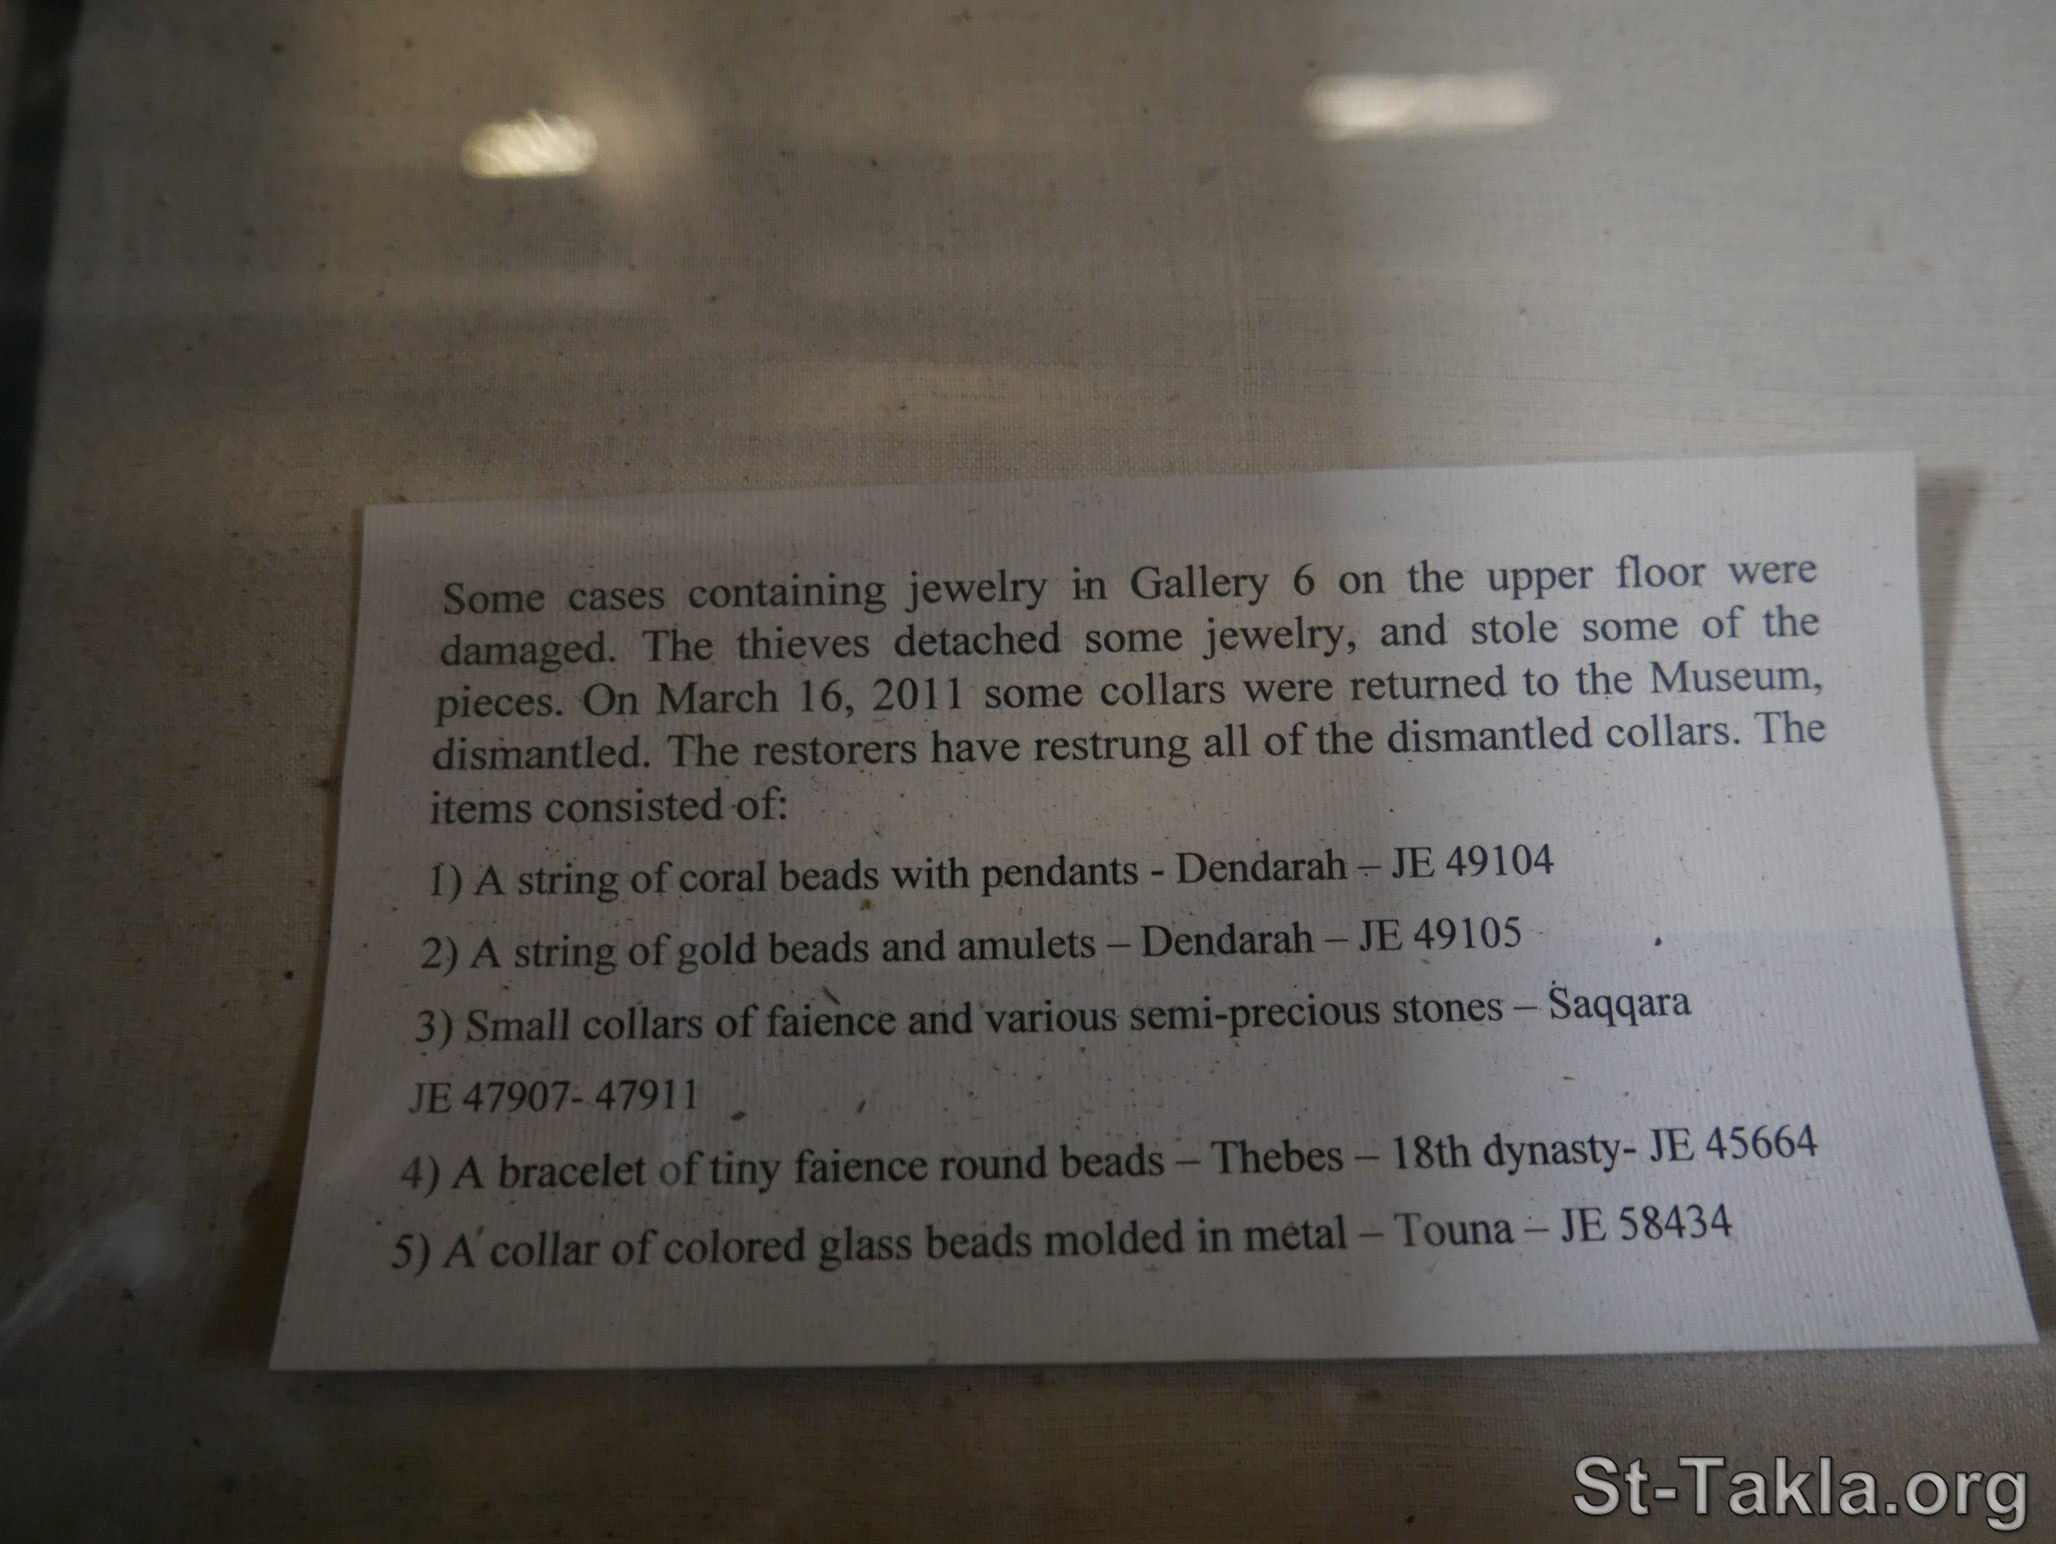 Some cases containing jewelry in Gallery 6 on the upper floor were
damaged. The thieves detached some jewelry, and stole some of the
pieces. On March 16, 2011 some collars were returned to the Museum,
dismantled. The restorers have restrung all of the dismantled collars. The
items consisted of:
1) A string of coral beads with pendants - Dendarah – JE 49104
2) A string of gold beads and amulets – Dendarah – JE 49105
3) Small collars of faience and various semi-precious stones – Saqqara
JE 47907- 47911
4) A bracelet of tiny faience round beads – Thebes – 18th dynasty- JE 45664
5) A collar of colored glass beads molded in metal – Touna – JE 58434
St-Takla.org